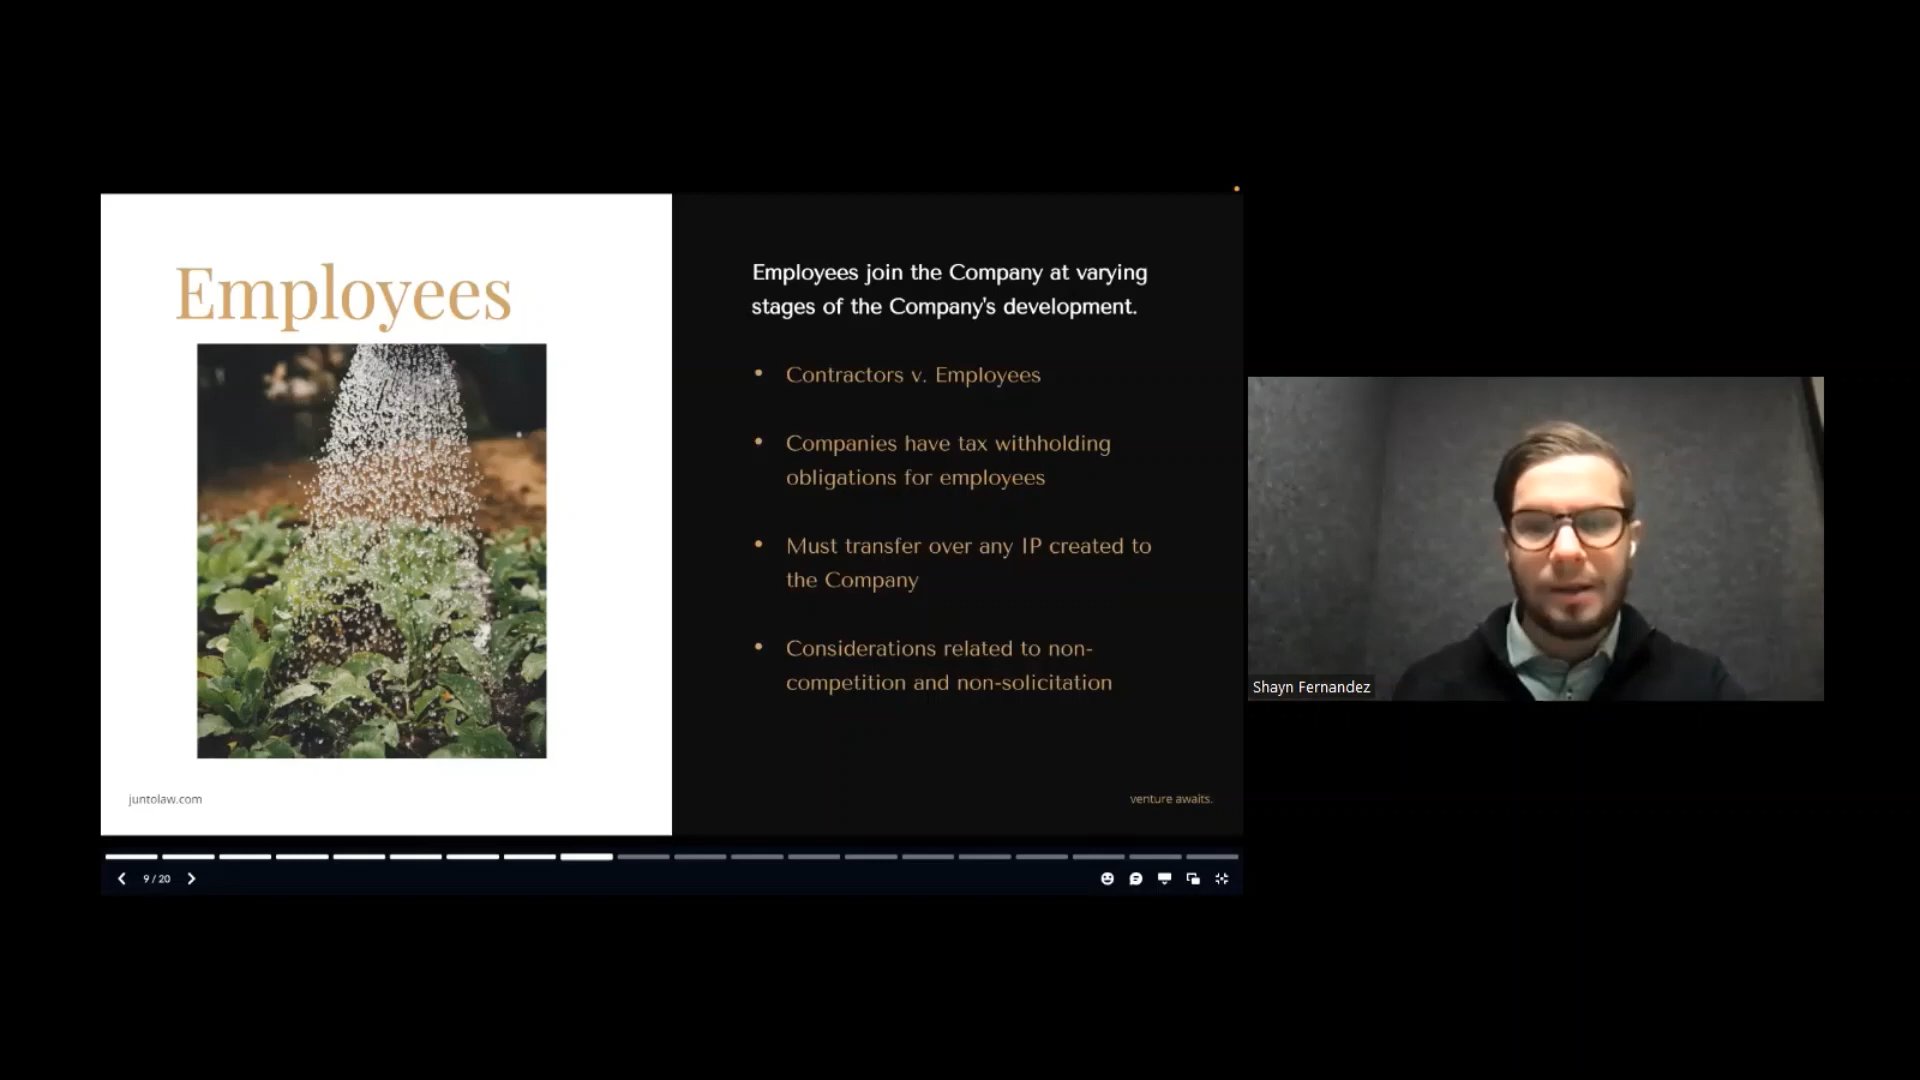 Employees
Employees join the Company at varying
stages of the Company's development.
• Contractors v. Employees
• Companies have tax withholding
obligations for employees
• Must transfer over any IP created to
the Company
• Considerations related to non-
competition and non-solicitation
juntolaw.com
venture awaits.
9 / 20
Shayn Fernandez